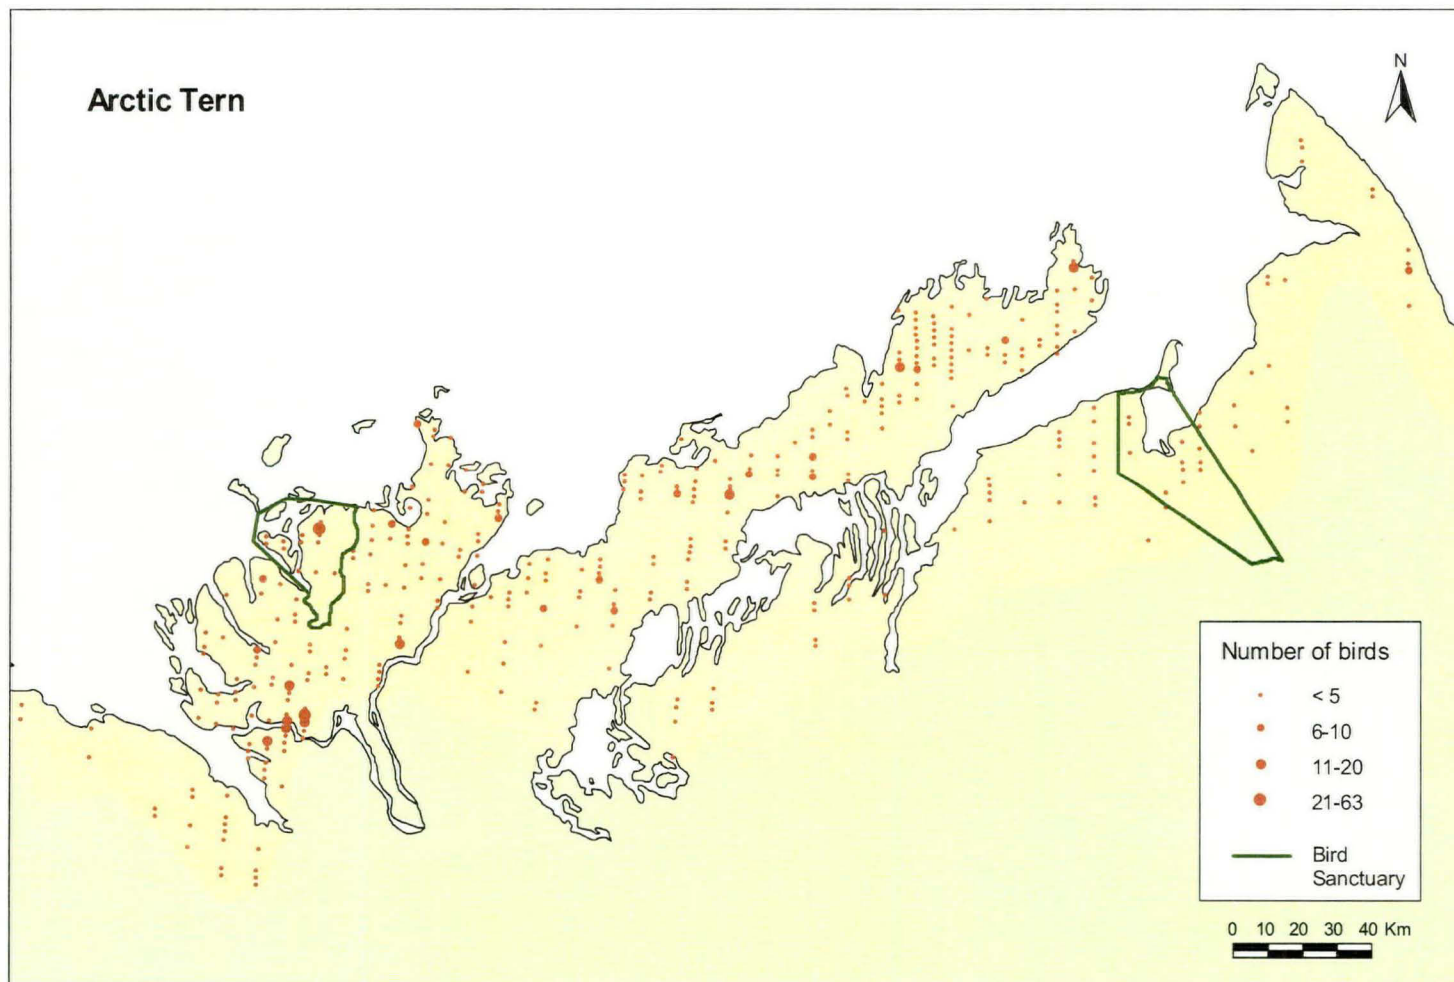 Arctic Tern
N
Number of birds
< 5
6-10
11-20
21-63
Bird
Sanctuary
0 10 20 30 40 Km